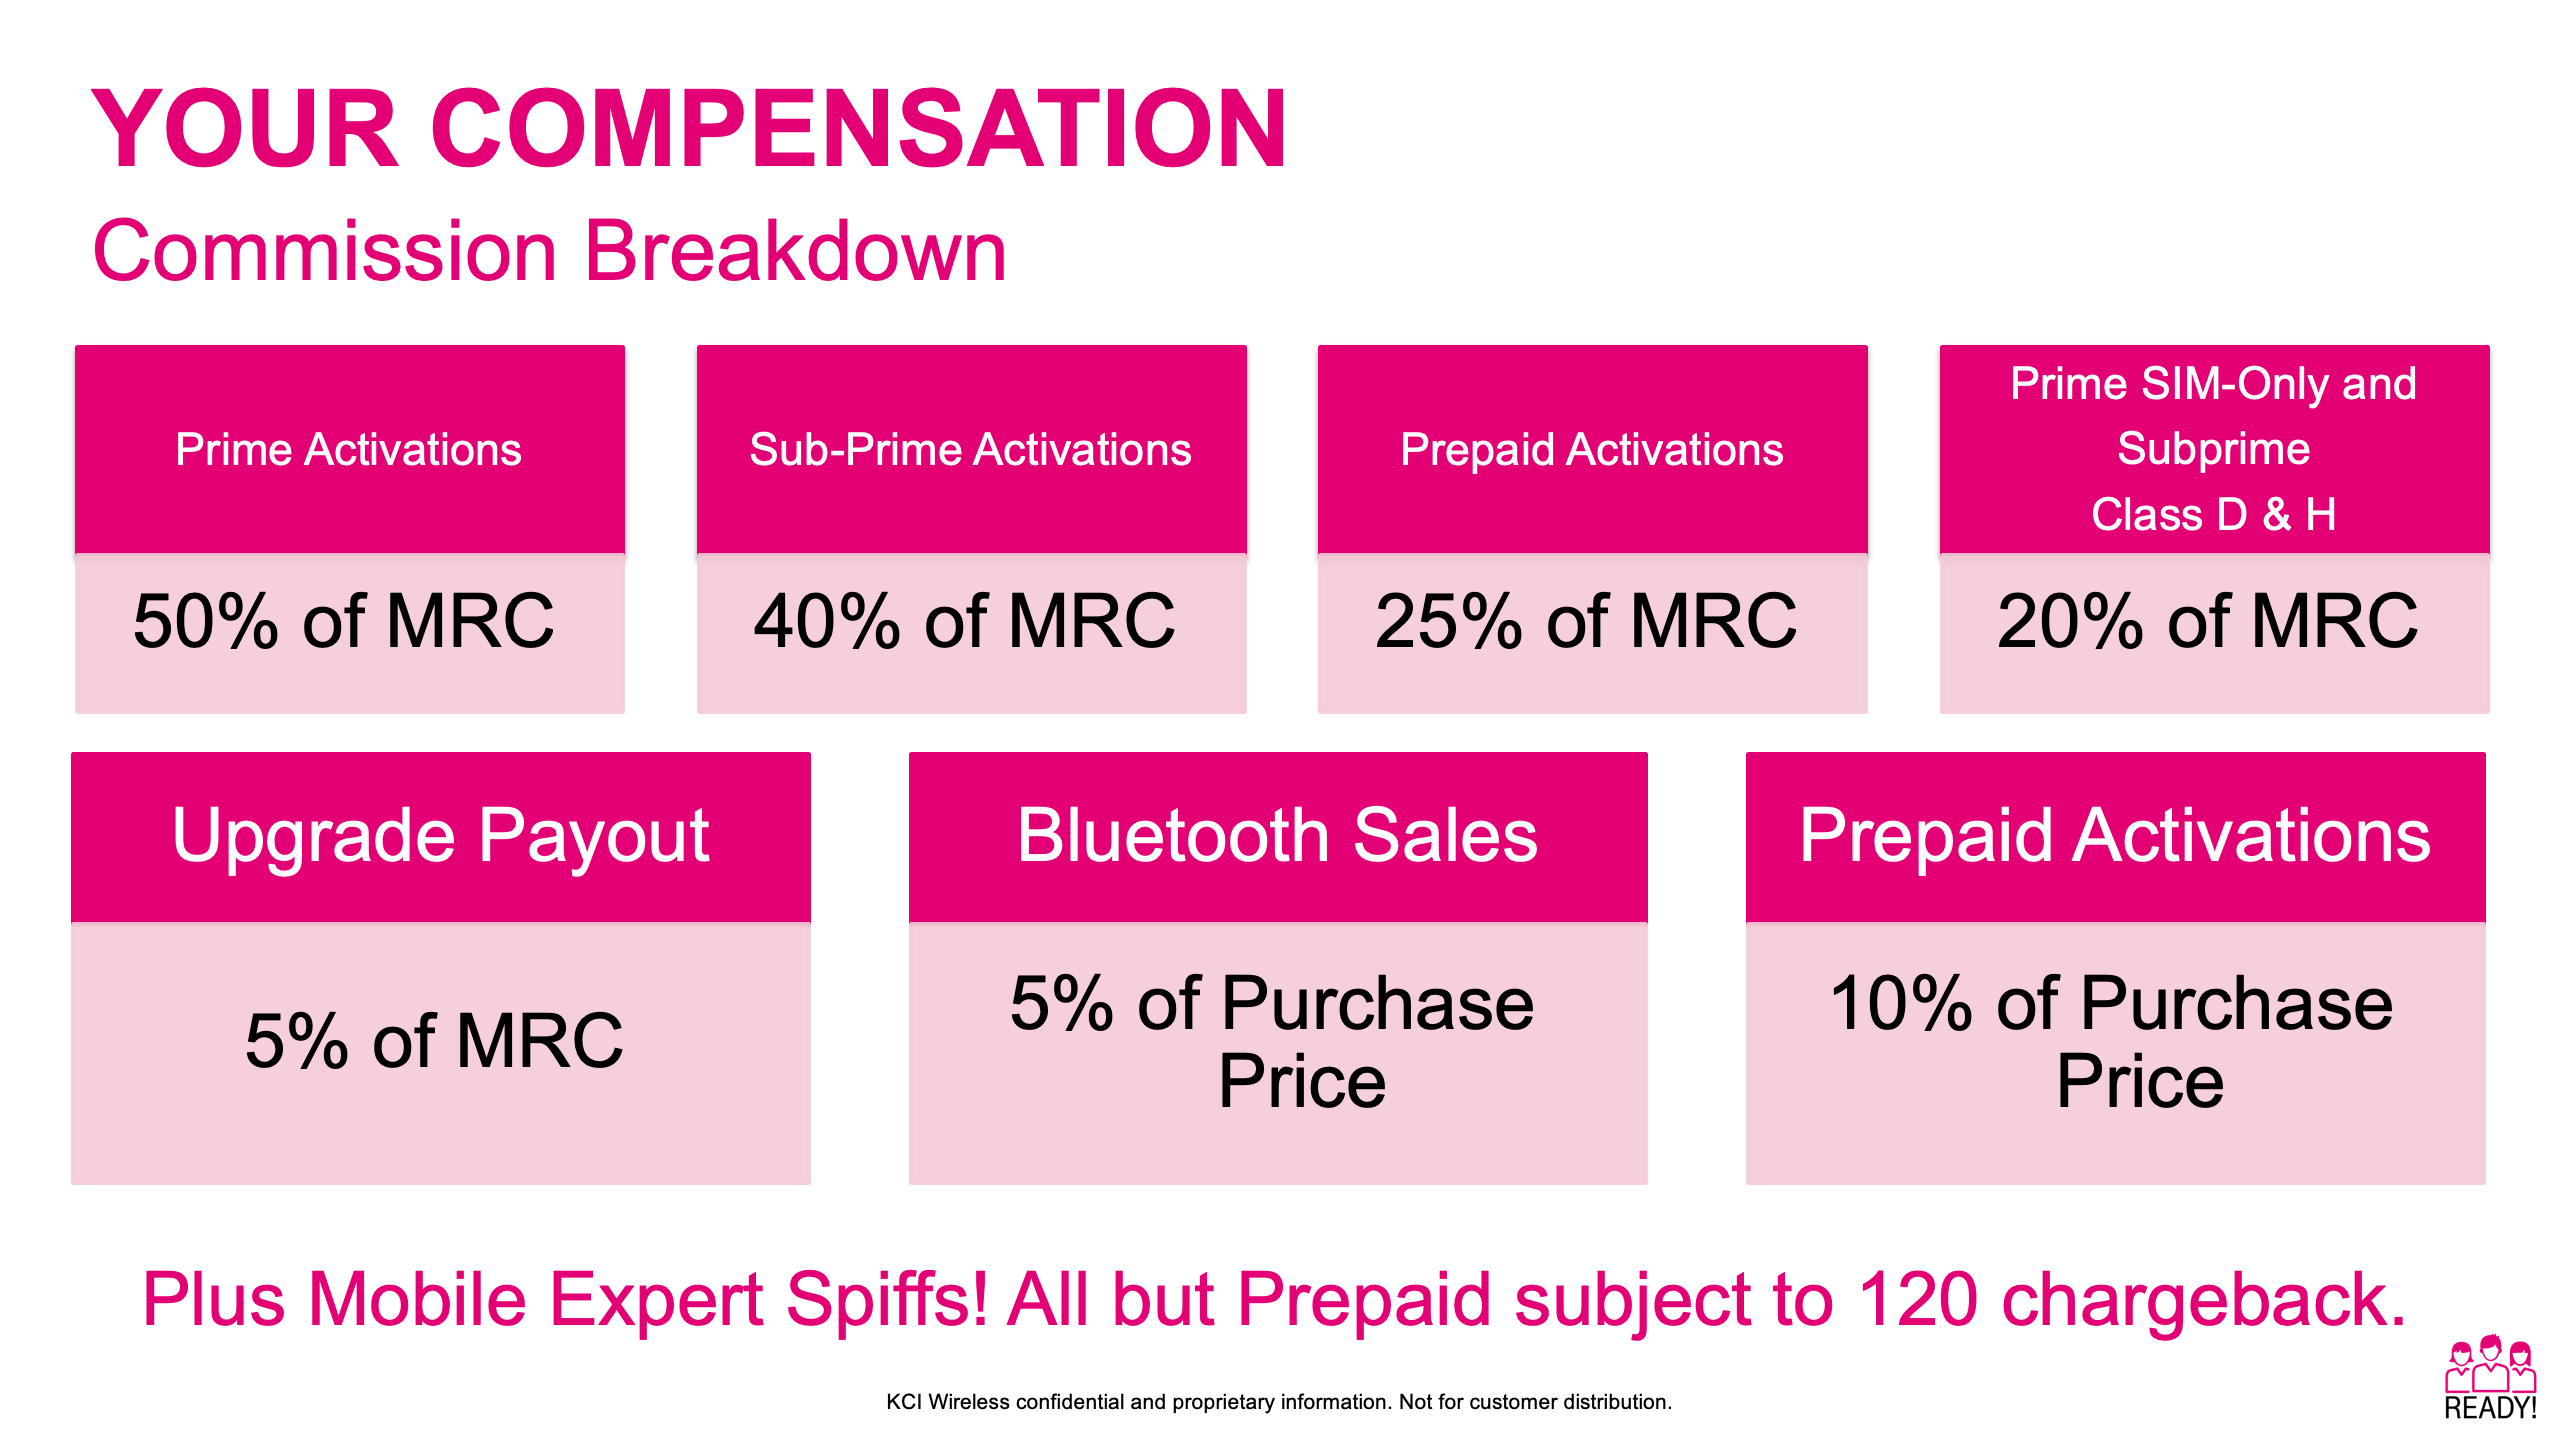 YOUR COMPENSATION
Commission Breakdown
Prime Activations
50% of MRC
Sub-Prime Activations
40% of MRC
Prepaid Activations
25% of MRC
Prime SIM-Only and
Subprime
Class D & H
20% of MRC
Upgrade Payout
5% of MRC
Bluetooth Sales
5% of Purchase
Price
Prepaid Activations
10% of Purchase
Price
Plus Mobile Expert Spiffs! All but Prepaid subject to 120 chargeback.
KCI Wireless confidential and proprietary information. Not for customer distribution.
READY!